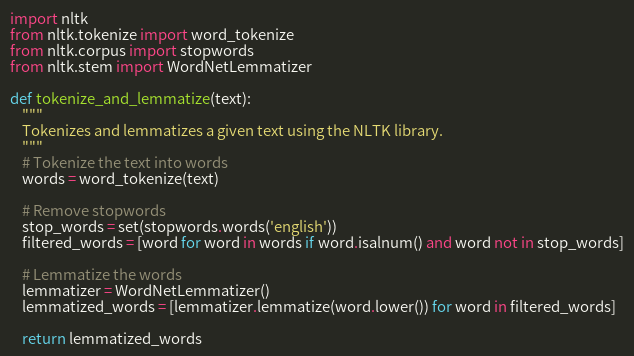 import nltk
from nltk.tokenize import word_tokenize
from nltk.corpus import stopwords
from nltk.stem import WordNetLemmatizer

def tokenize_and_lemmatize(text):
    """
    Tokenizes and lemmatizes a given text using the NLTK library.
    """
    # Tokenize the text into words
    words = word_tokenize(text)

    # Remove stopwords
    stop_words = set(stopwords.words('english'))
    filtered_words = [word for word in words if word.isalnum() and word not in stop_words]

    # Lemmatize the words
    lemmatizer = WordNetLemmatizer()
    lemmatized_words = [lemmatizer.lemmatize(word.lower()) for word in filtered_words]

    return lemmatized_words